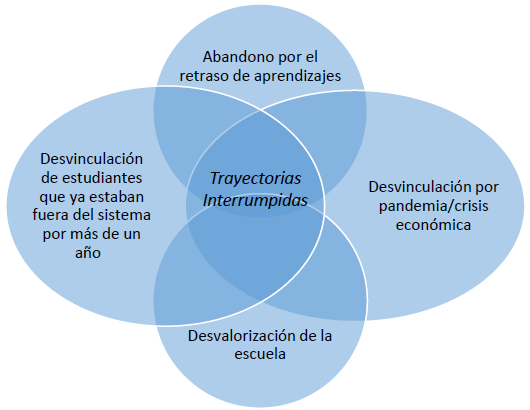 Abandono por el
retraso de aprendizajes
Desvinculación
de estudiantes
que ya estaban
fuera del sistema
por más de un
año
Trayectorias
Interrumpidas
Desvinculación por
pandemia/crisis
económica
Desvalorización de la
escuela